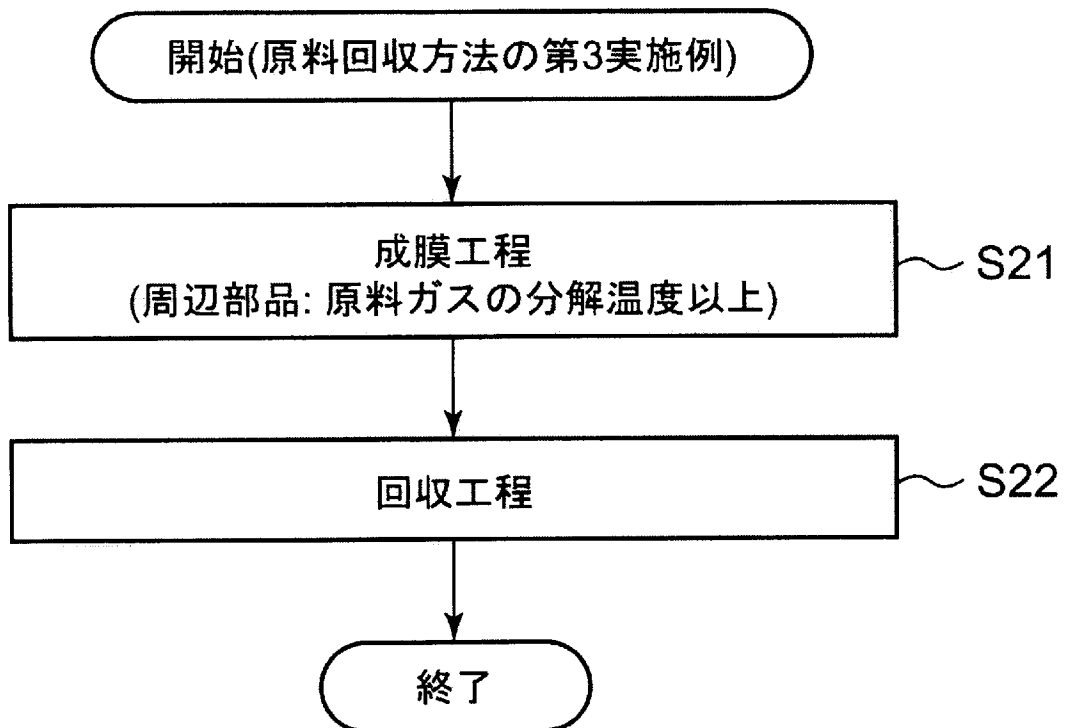 開始(原料回収方法の第3実施例)
成膜工程
(周辺部品: 原料ガスの分解温度以上)
S21
回収工程
S22
終了